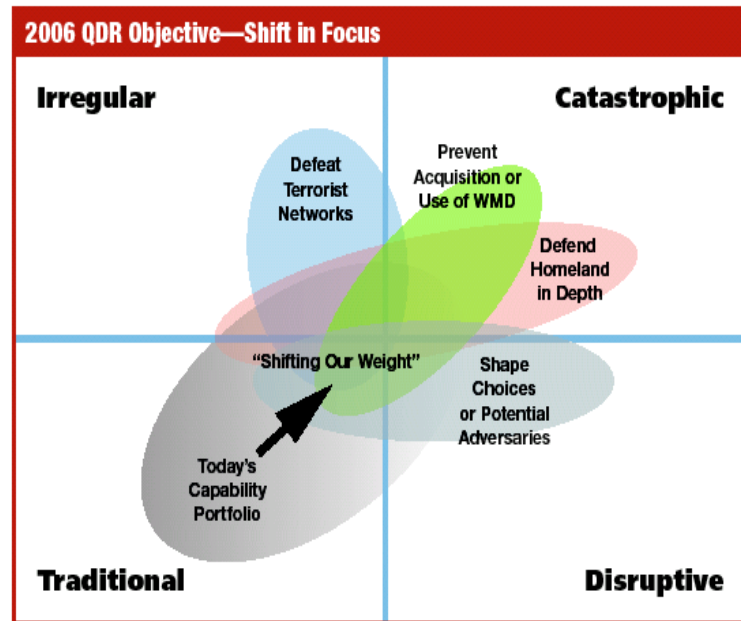 2006 QDR Objective—Shift in Focus
Irregular
Catastrophic
Defeat
Terrorist
Networks
Prevent
Acquisition or
Use of WMD
Defend
Homeland
in Depth
“Shifting Our Weight”
Shape
Choices
or Potential
Adversaries
Today’s
Capability
Portfolio
Traditional
Disruptive